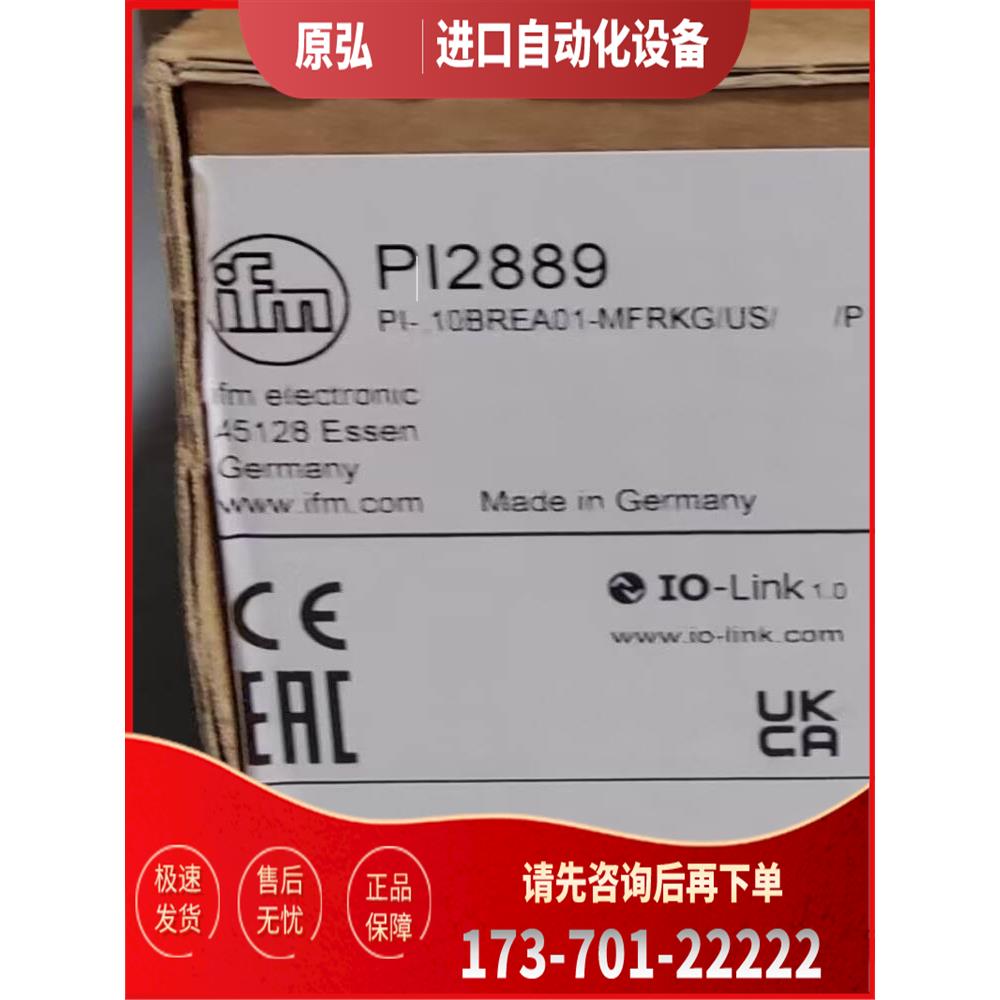 原弘 进口自动化设备
ifm PI2889
PI-.10BREA01-MFRKG/US/ /P
ifm electronic
45128 Essen
Germany
www.ifm.com Made in Germany
CE IO-Link 1.0
www.io-link.com
EAC UK
CA
极速
发货
售后
无忧
正品
保障
请先咨询后再下单
173-701-22222